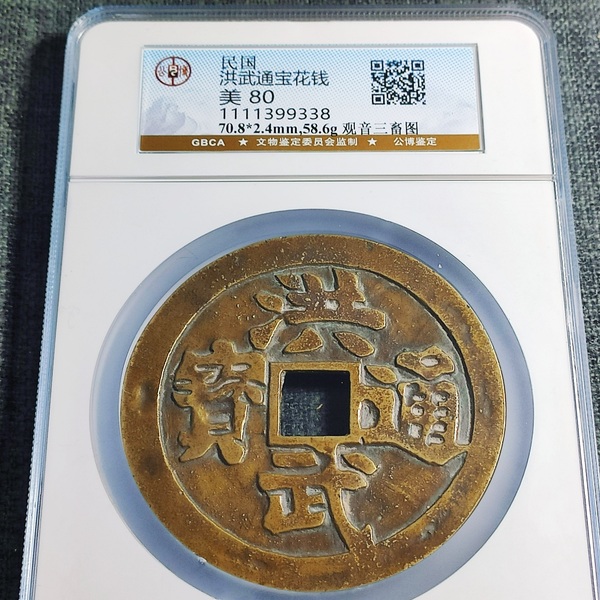 民国
洪武通宝花钱
美 80
1111399338
70.8*2.4mm,58.6g 观音三畜图
GBCA ★ 文物鉴定委员会监制 ★ 公博鉴定
洪
武
通
寳